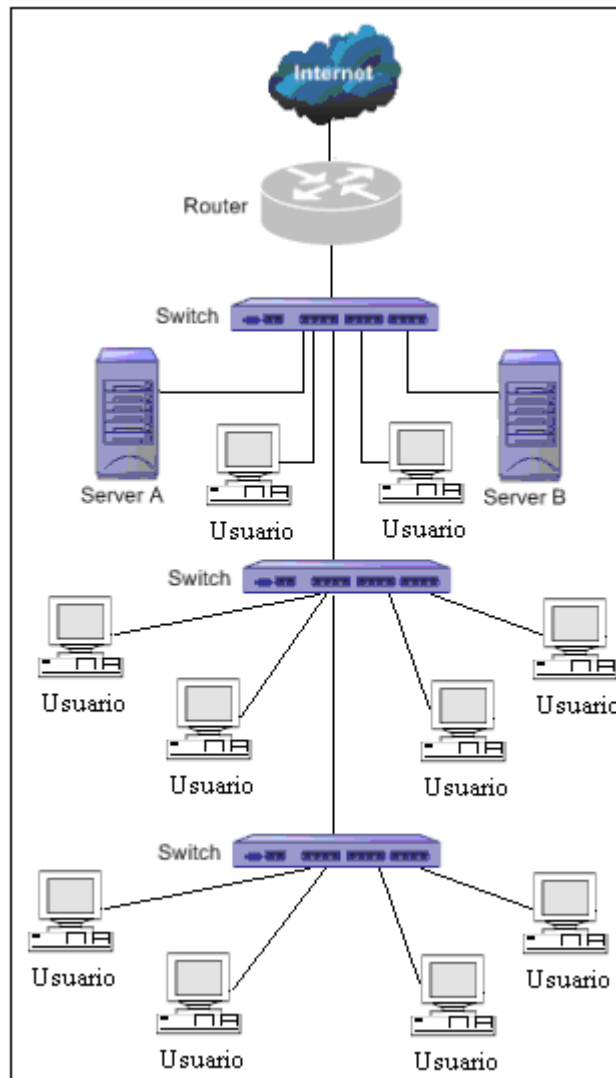 Internet
Router
Switch
Server A
Usuario
Usuario
Server B
Switch
Usuario
Usuario
Usuario
Usuario
Switch
Usuario
Usuario
Usuario
Usuario